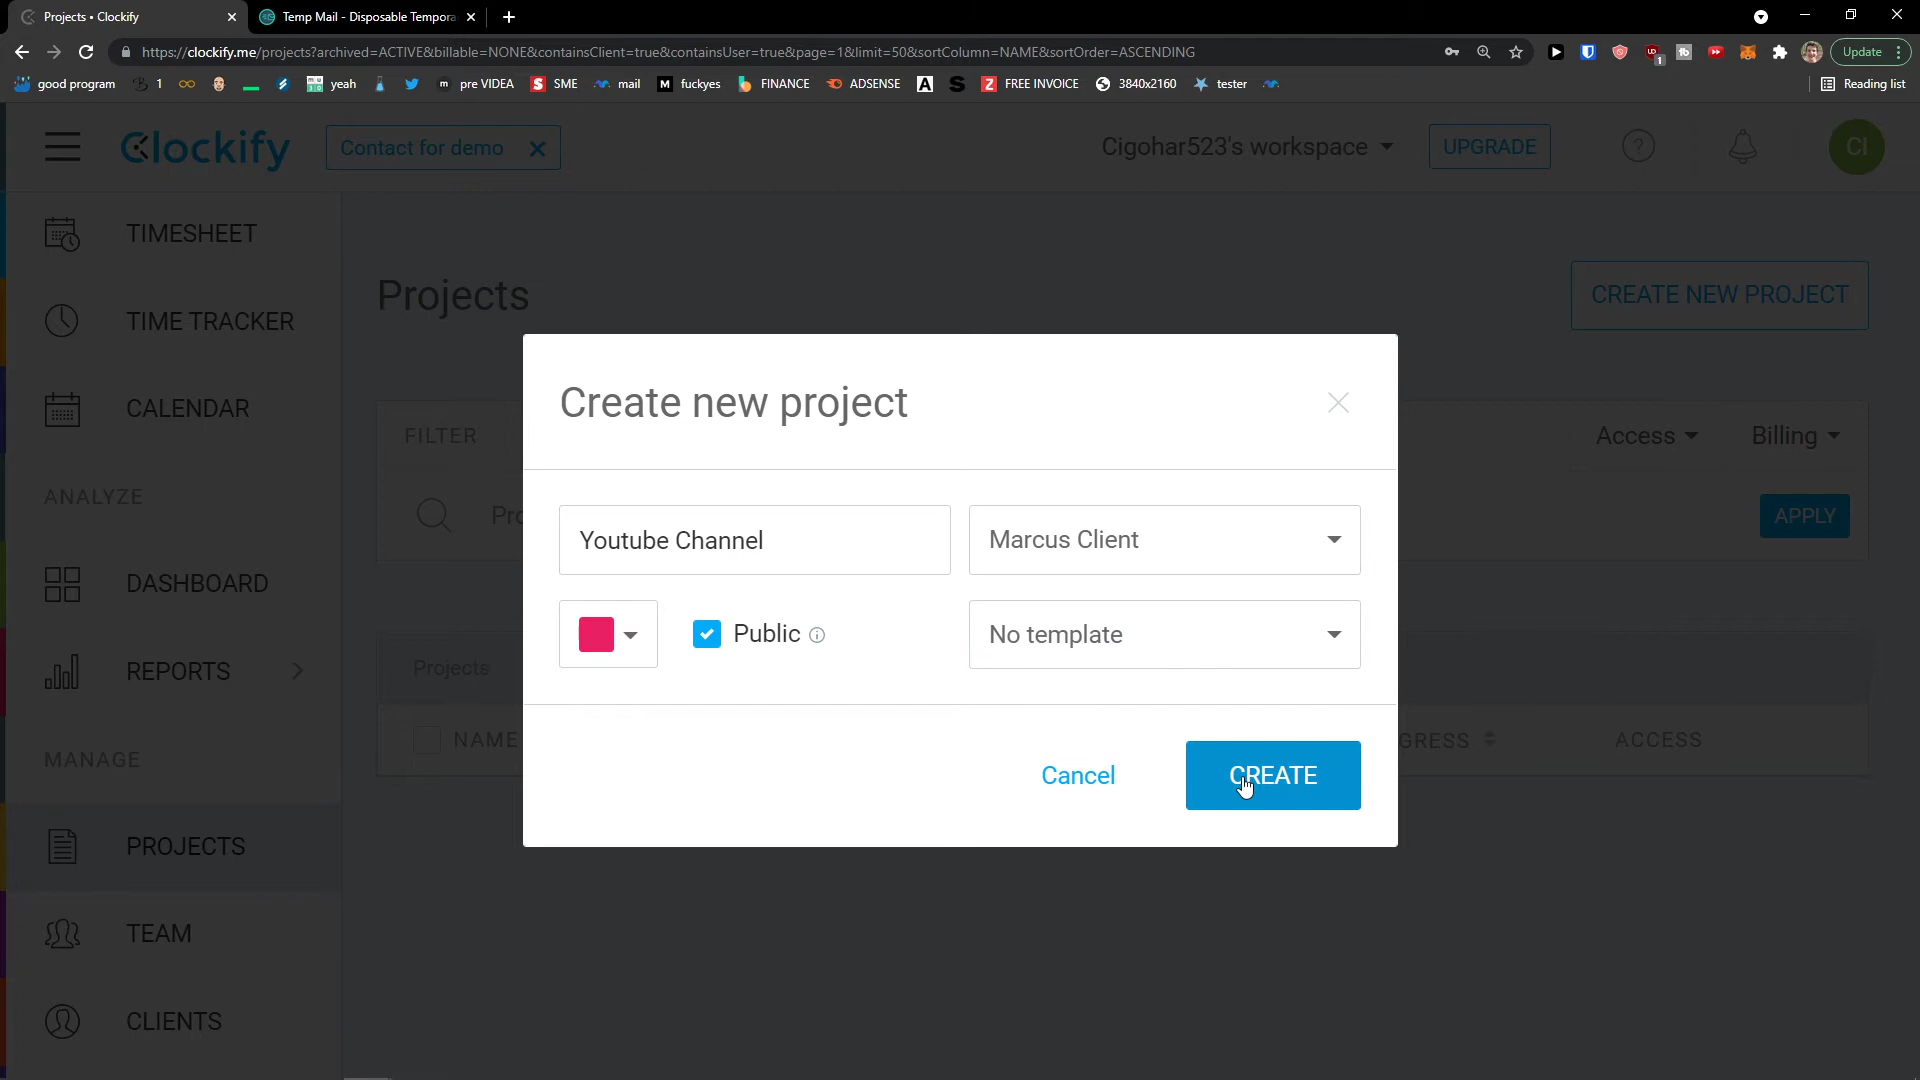 Projects • Clockify
Temp Mail - Disposable Tempora
https://clockify.me/projects?archived=ACTIVE&billable=NONE&containsClient=true&containsUser=true&page=1&limit=50&sortColumn=NAME&sortOrder=ASCENDING
Update
good program
1
yeah
pre VIDEA
SME
mail
fuckyes
FINANCE
ADSENSE
FREE INVOICE
3840x2160
tester
Reading list
Clockify
Contact for demo
Cigohar523's workspace
UPGRADE
CI
TIMESHEET
TIME TRACKER
CALENDAR
ANALYZE
DASHBOARD
REPORTS
MANAGE
PROJECTS
TEAM
CLIENTS
Projects
CREATE NEW PROJECT
FILTER
Access
Billing
Pro
APPLY
Projects
NAME
GRESS
ACCESS
Create new project
Youtube Channel
Marcus Client
Public
No template
Cancel
CREATE